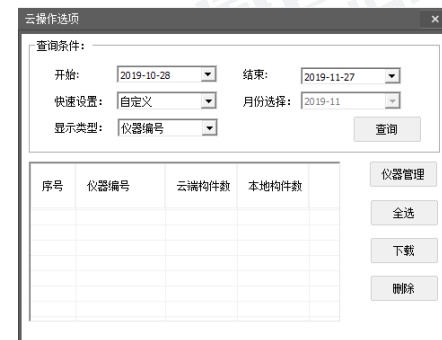 云操作选项
查询条件:
开始: 2019-10-28 结束: 2019-11-27
快速设置: 自定义 月份选择: 2019-11
显示类型: 仪器编号 查询
序号 仪器编号 云端构件数 本地构件数
仪器管理
全选
下载
删除